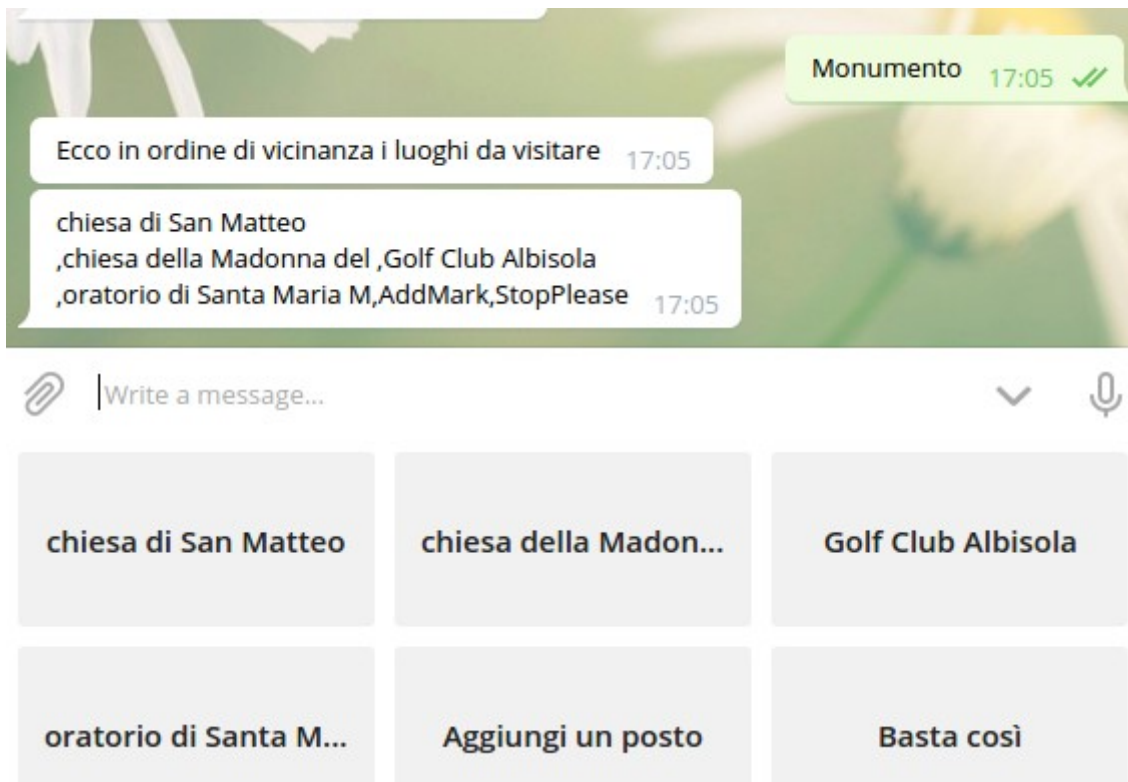 Monumento 17:05
Ecco in ordine di vicinanza i luoghi da visitare 17:05
chiesa di San Matteo
,chiesa della Madonna del ,Golf Club Albisola
,oratorio di Santa Maria M,AddMark,StopPlease 17:05
Write a message...
chiesa di San Matteo
chiesa della Madon...
Golf Club Albisola
oratorio di Santa M...
Aggiungi un posto
Basta così